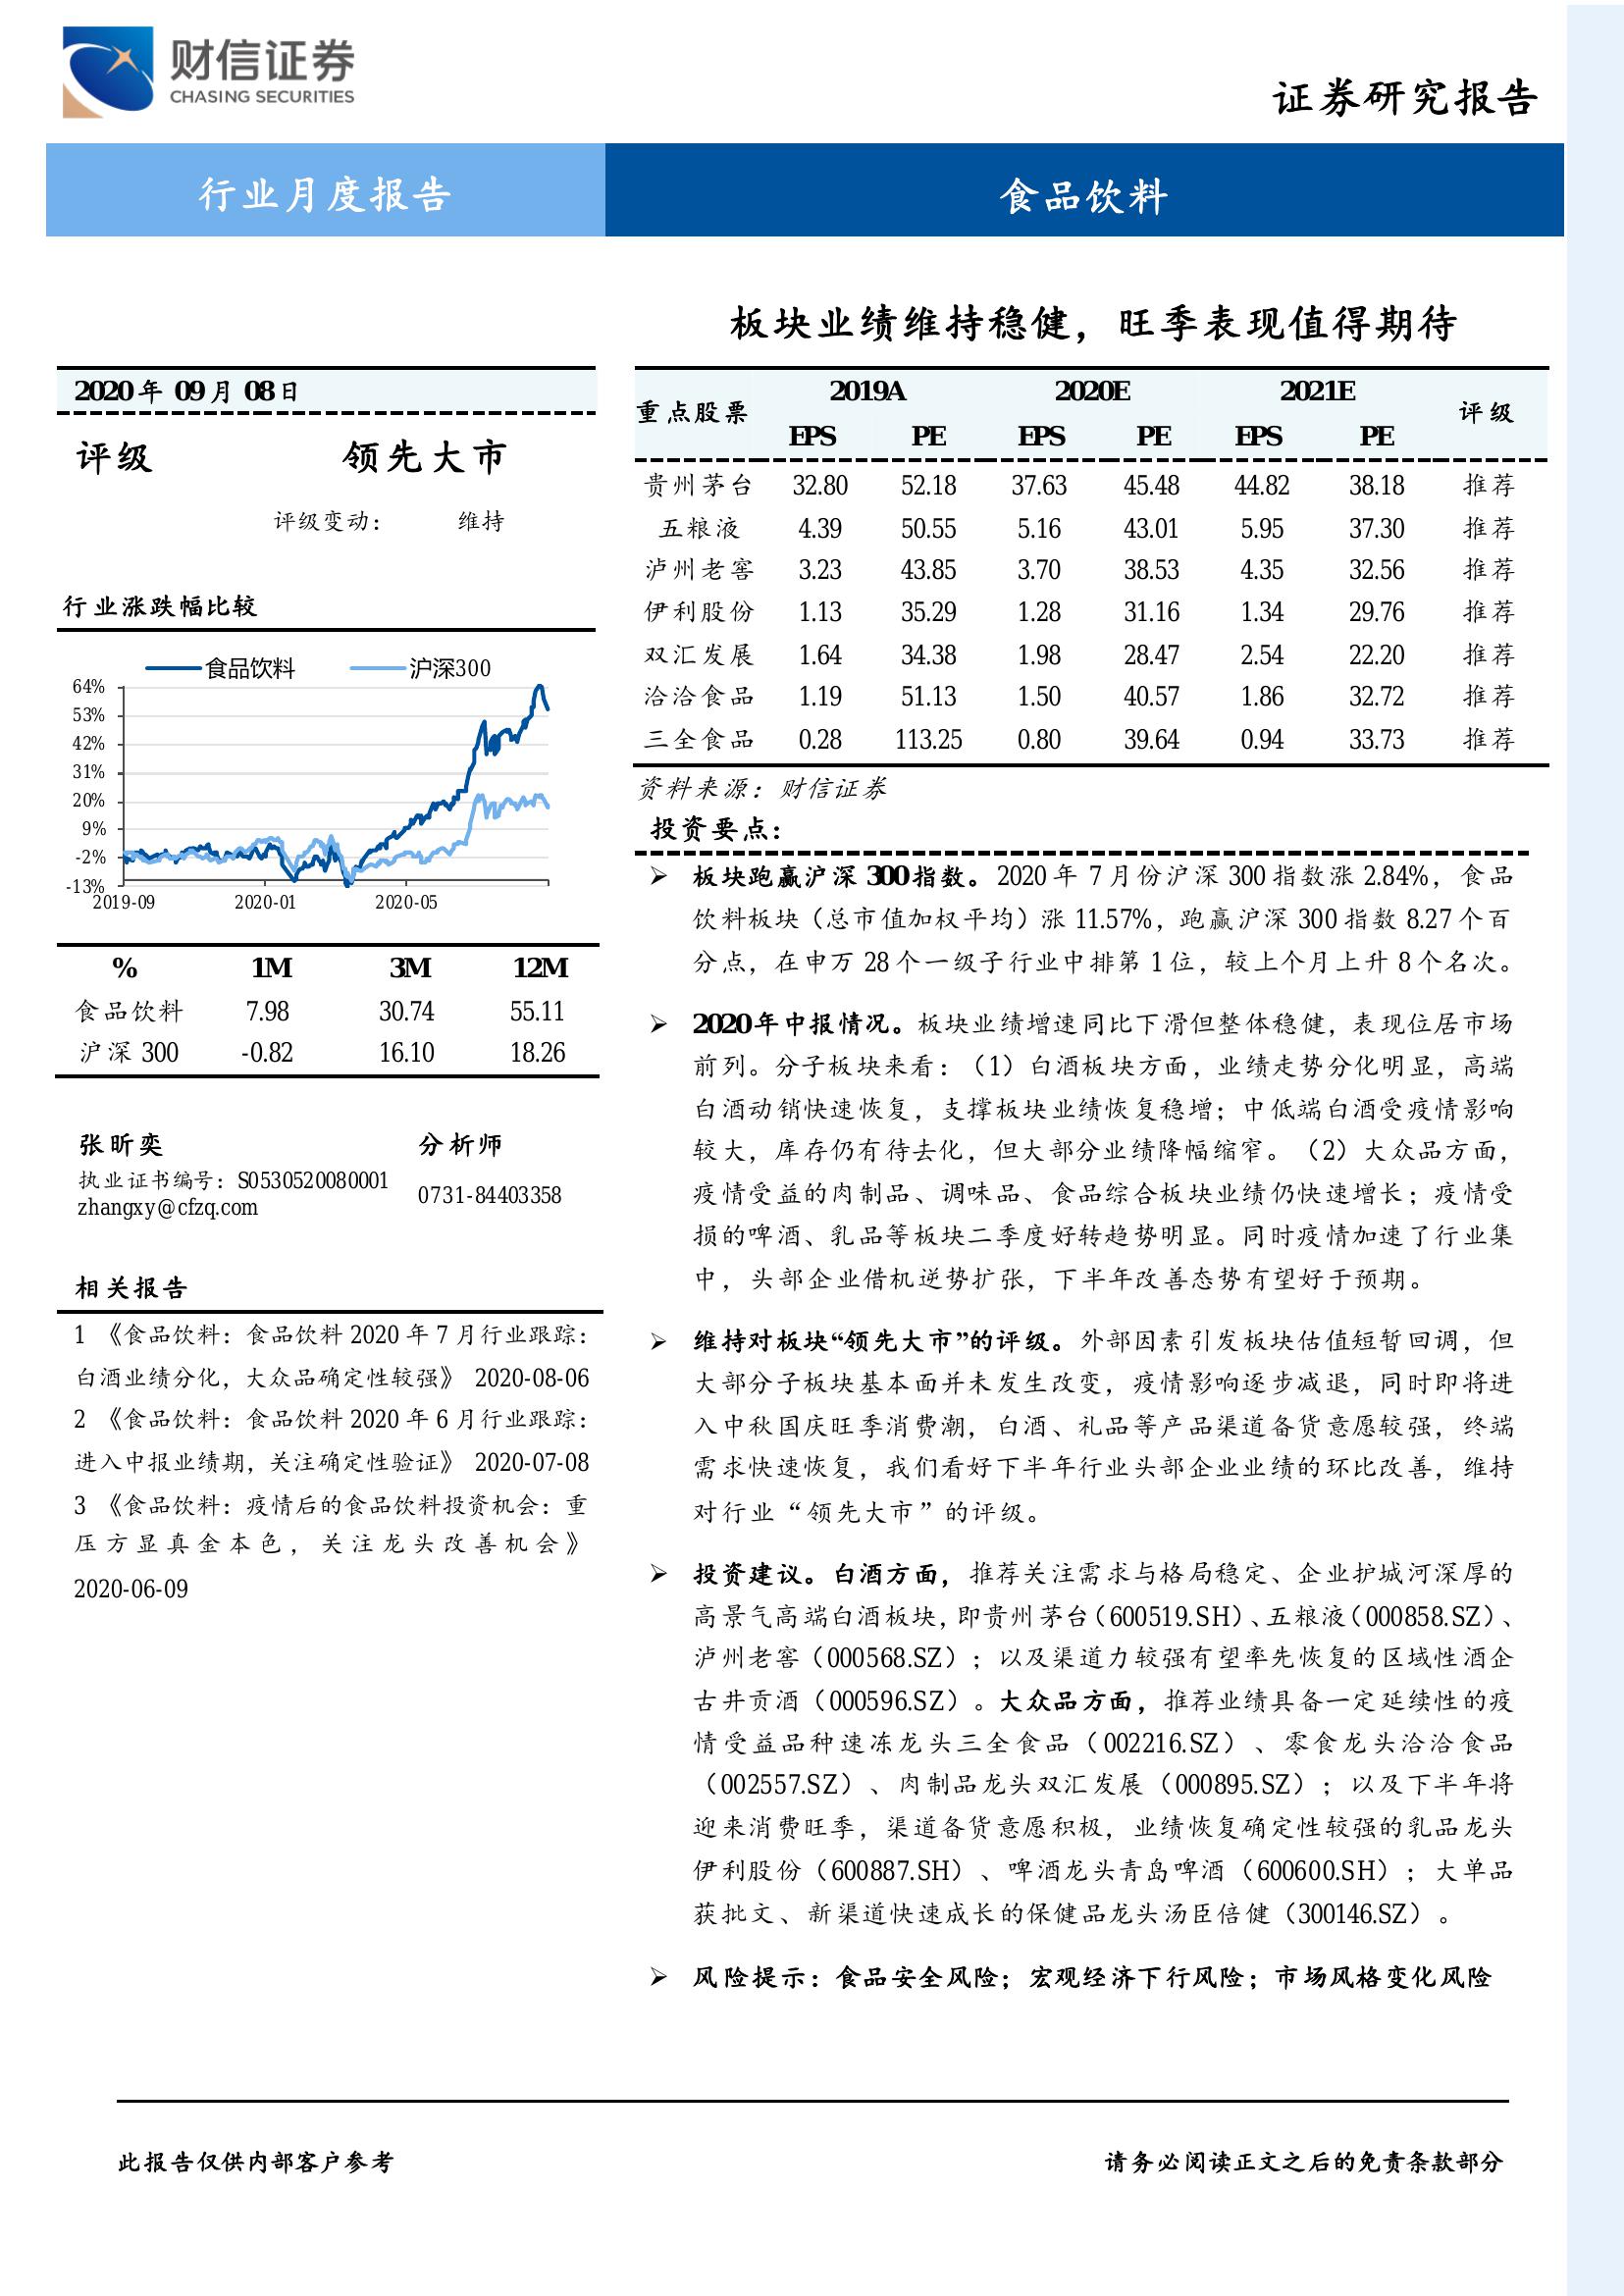 财信证券
CHASING SECURITIES
证券研究报告
行业月度报告
食品饮料
板块业绩维持稳健，旺季表现值得期待
2020年 09月 08日
评级 领先大市
评级变动： 维持
行业涨跌幅比较
食品饮料 沪深300
64%
53%
42%
31%
20%
9%
-2%
-13%
2019-09 2020-01 2020-05
% 1M 3M 12M
食品饮料 7.98 30.74 55.11
沪深 300 -0.82 16.10 18.26
张昕奕 分析师
执业证书编号：S0530520080001
zhangxy@cfzq.com 0731-84403358
相关报告
1 《食品饮料：食品饮料 2020 年 7 月行业跟踪：
白酒业绩分化，大众品确定性较强》 2020-08-06
2 《食品饮料：食品饮料 2020 年 6 月行业跟踪：
进入中报业绩期，关注确定性验证》 2020-07-08
3 《食品饮料：疫情后的食品饮料投资机会：重
压方显真金本色，关注龙头改善机会》
2020-06-09
重点股票 2019A 2020E 2021E 评级
EPS PE EPS PE EPS PE
贵州茅台 32.80 52.18 37.63 45.48 44.82 38.18 推荐
五粮液 4.39 50.55 5.16 43.01 5.95 37.30 推荐
泸州老窖 3.23 43.85 3.70 38.53 4.35 32.56 推荐
伊利股份 1.13 35.29 1.28 31.16 1.34 29.76 推荐
双汇发展 1.64 34.38 1.98 28.47 2.54 22.20 推荐
洽洽食品 1.19 51.13 1.50 40.57 1.86 32.72 推荐
三全食品 0.28 113.25 0.80 39.64 0.94 33.73 推荐
资料来源：财信证券
投资要点：
➢ 板块跑赢沪深 300 指数。2020 年 7 月份沪深 300 指数涨 2.84%，食品
饮料板块（总市值加权平均）涨 11.57%，跑赢沪深 300 指数 8.27 个百
分点，在申万 28 个一级子行业中排第 1 位，较上个月上升 8 个名次。
➢ 2020年中报情况。板块业绩增速同比下滑但整体稳健，表现位居市场
前列。分子板块来看：（1）白酒板块方面，业绩走势分化明显，高端
白酒动销快速恢复，支撑板块业绩恢复稳增；中低端白酒受疫情影响
较大，库存仍有待去化，但大部分业绩降幅缩窄。（2）大众品方面，
疫情受益的肉制品、调味品、食品综合板块业绩仍快速增长；疫情受
损的啤酒、乳品等板块二季度好转趋势明显。同时疫情加速了行业集
中，头部企业借机逆势扩张，下半年改善态势有望好于预期。
➢ 维持对板块“领先大市”的评级。外部因素引发板块估值短暂回调，但
大部分子板块基本面并未发生改变，疫情影响逐步减退，同时即将进
入中秋国庆旺季消费潮，白酒、礼品等产品渠道备货意愿较强，终端
需求快速恢复，我们看好下半年行业头部企业业绩的环比改善，维持
对行业“领先大市”的评级。
➢ 投资建议。白酒方面，推荐关注需求与格局稳定、企业护城河深厚的
高景气高端白酒板块，即贵州茅台（600519.SH）、五粮液（000858.SZ）、
泸州老窖（000568.SZ）；以及渠道力较强有望率先恢复的区域性酒企
古井贡酒（000596.SZ）。大众品方面，推荐业绩具备一定延续性的疫
情受益品种速冻龙头三全食品（002216.SZ）、零食龙头洽洽食品
（002557.SZ）、肉制品龙头双汇发展（000895.SZ）；以及下半年将
迎来消费旺季，渠道备货意愿积极，业绩恢复确定性较强的乳品龙头
伊利股份（600887.SH）、啤酒龙头青岛啤酒（600600.SH）；大单品
获批文、新渠道快速成长的保健品龙头汤臣倍健（300146.SZ）。
➢ 风险提示：食品安全风险；宏观经济下行风险；市场风格变化风险
此报告仅供内部客户参考
请务必阅读正文之后的免责条款部分